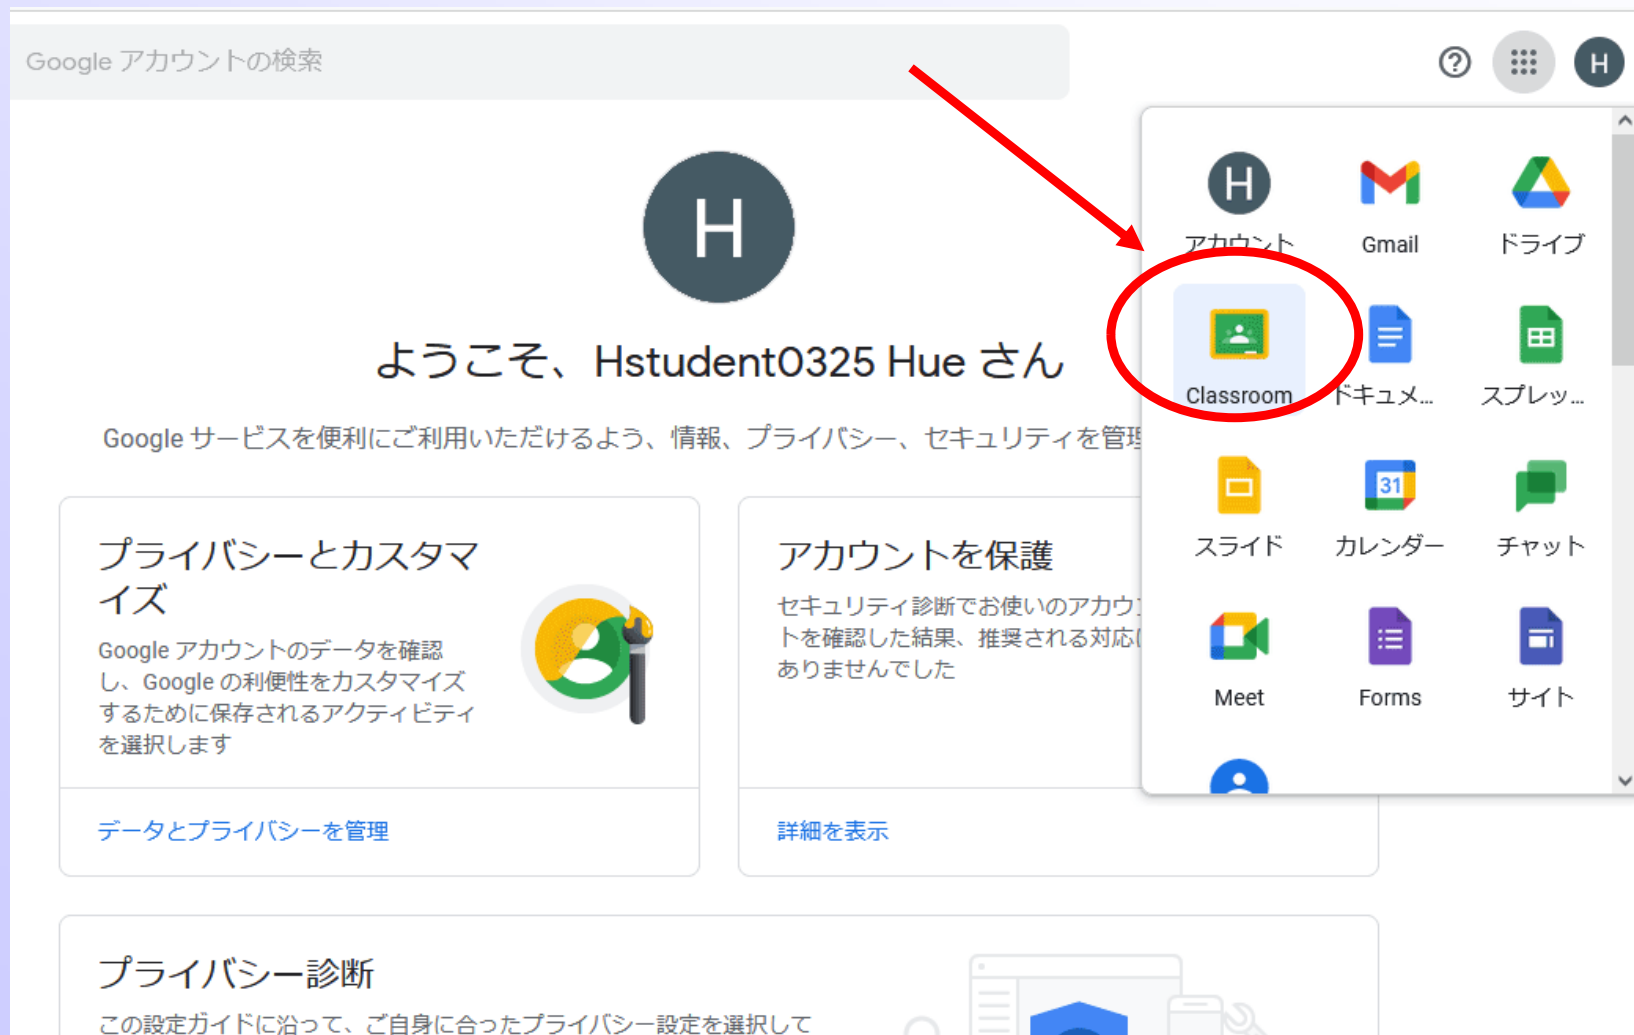 Google アカウントの検索
H
H
ようこそ、Hstudent0325 Hue さん
Google サービスを便利にご利用いただけるよう、情報、プライバシー、セキュリティを管理
プライバシーとカスタマ
イズ
Google アカウントのデータを確認
し、Google の利便性をカスタマイズ
するために保存されるアクティビティ
を選択します
データとプライバシーを管理
アカウントを保護
セキュリティ診断でお使いのアカウン
トを確認した結果、推奨される対応は
ありませんでした
詳細を表示
プライバシー診断
この設定ガイドに沿って、ご自身に合ったプライバシー設定を選択して
H
アカウント
Gmail
ドライブ
Classroom
ドキュメ...
スプレッ...
スライド
31
カレンダー
チャット
Meet
Forms
サイト